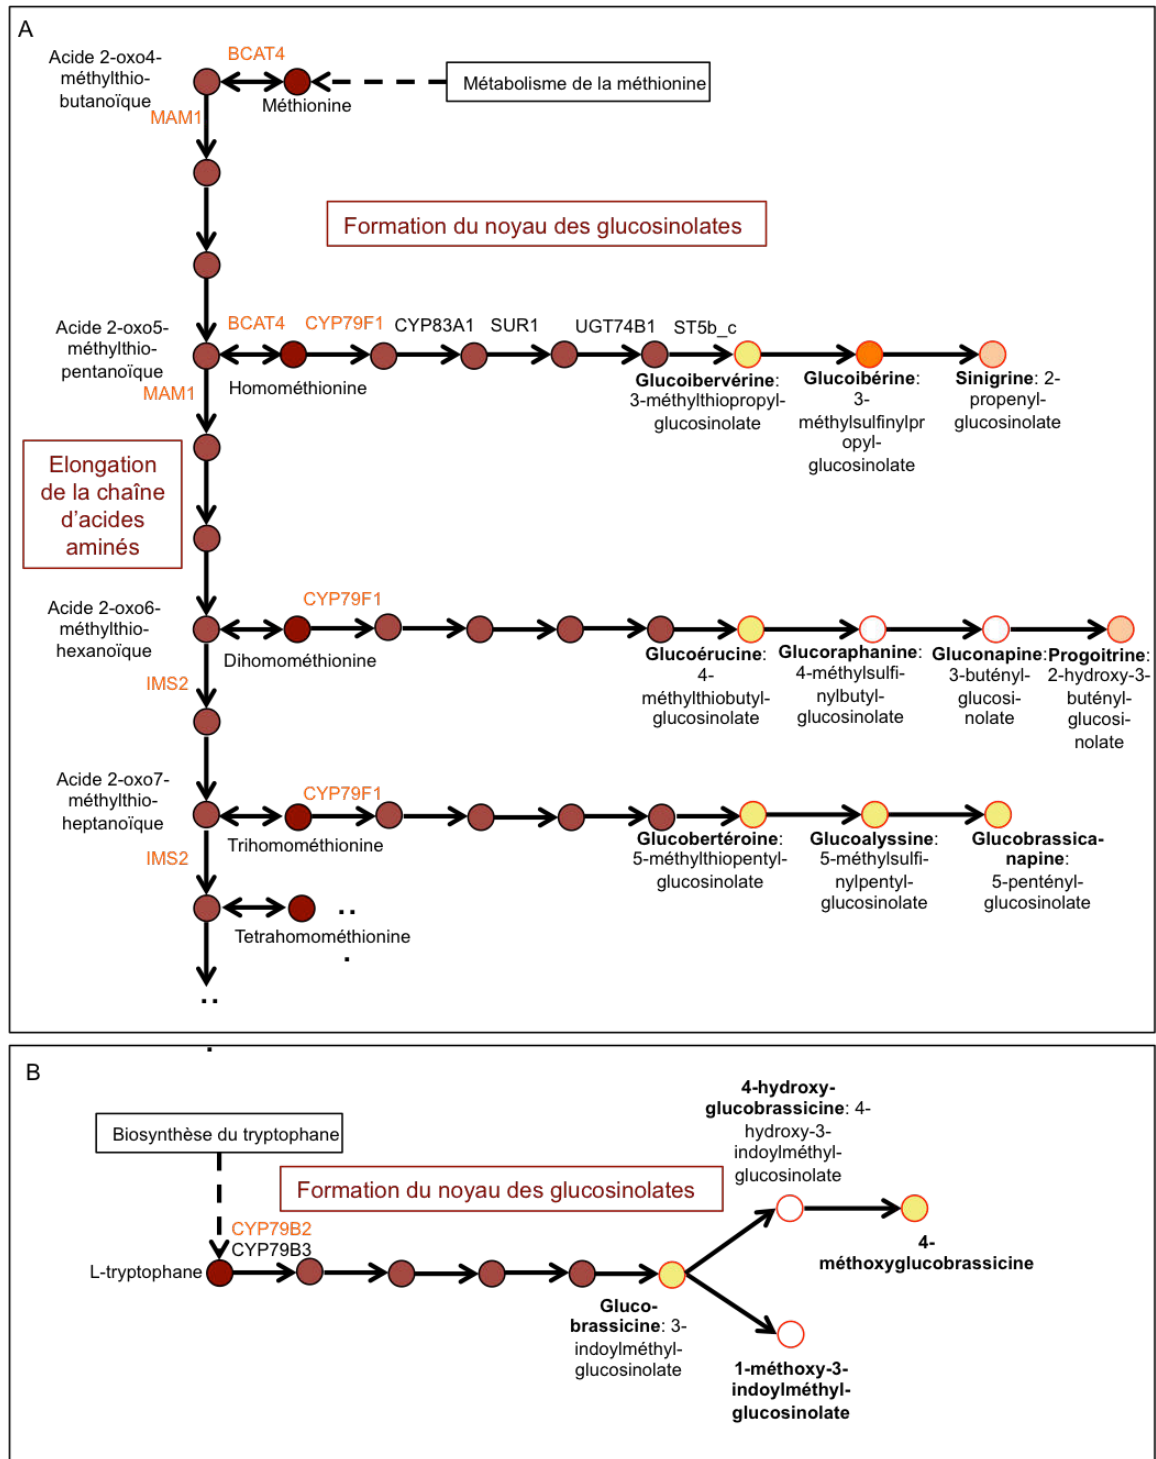 A
Acide 2-oxo4-
méthylthio-
butanoïque
BCAT4
Méthionine
Métabolisme de la méthionine
MAM1
Formation du noyau des glucosinolates
Acide 2-oxo5-
méthylthio-
pentanoïque
BCAT4
CYP79F1
CYP83A1
SUR1
UGT74B1
ST5b_c
Homométhionine
Glucoibervérine:
3-méthylthiopropyl-
glucosinolate
Glucoibérine:
3-
méthylsulfinylpr
opyl-
glucosinolate
Sinigrine: 2-
propenyl-
glucosinolate
MAM1
Elongation
de la chaîne
d’acides
aminés
Acide 2-oxo6-
méthylthio-
hexanoïque
CYP79F1
Dihomométhionine
Glucoérucine:
4-
méthylthiobutyl-
glucosinolate
Glucoraphanine:
4-méthylsulfi-
nylbutyl-
glucosinolate
Gluconapine:
3-butényl-
glucosi-
nolate
Progoitrine:
2-hydroxy-3-
butényl-
glucosi-
nolate
IMS2
Acide 2-oxo7-
méthylthio-
heptanoïque
CYP79F1
Trihomométhionine
Glucobertéroine:
5-méthylthiopentyl-
glucosinolate
Glucoalyssine:
5-méthylsulfi-
nylpentyl-
glucosinolate
Glucobrassica-
napine:
5-pentényl-
glucosinolate
IMS2
..
Tetrahomométhionine
.
..
.
B
Biosynthèse du tryptophane
Formation du noyau des glucosinolates
4-hydroxy-
glucobrassicine: 4-
hydroxy-3-
indoylméthyl-
glucosinolate
CYP79B2
CYP79B3
L-tryptophane
4-
méthoxyglucobrassicine
Gluco-
brassicine: 3-
indoylméthyl-
glucosinolate
1-méthoxy-3-
indoylméthyl-
glucosinolate